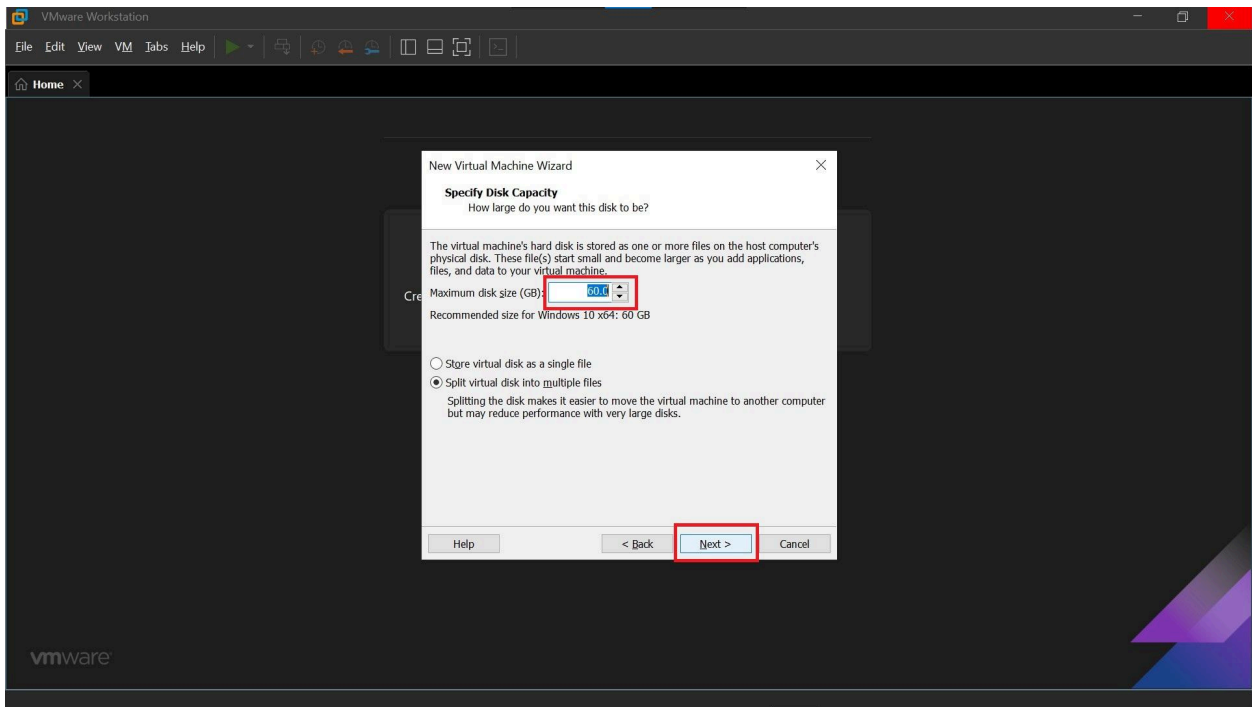 VMware Workstation
File Edit View VM Tabs Help
Home
New Virtual Machine Wizard
Specify Disk Capacity
How large do you want this disk to be?
The virtual machine's hard disk is stored as one or more files on the host computer's
physical disk. These file(s) start small and become larger as you add applications,
files, and data to your virtual machine.
Cre
Maximum disk size (GB): 60.0
Recommended size for Windows 10 x64: 60 GB
Store virtual disk as a single file
Split virtual disk into multiple files
Splitting the disk makes it easier to move the virtual machine to another computer
but may reduce performance with very large disks.
Help < Back Next > Cancel
vmware